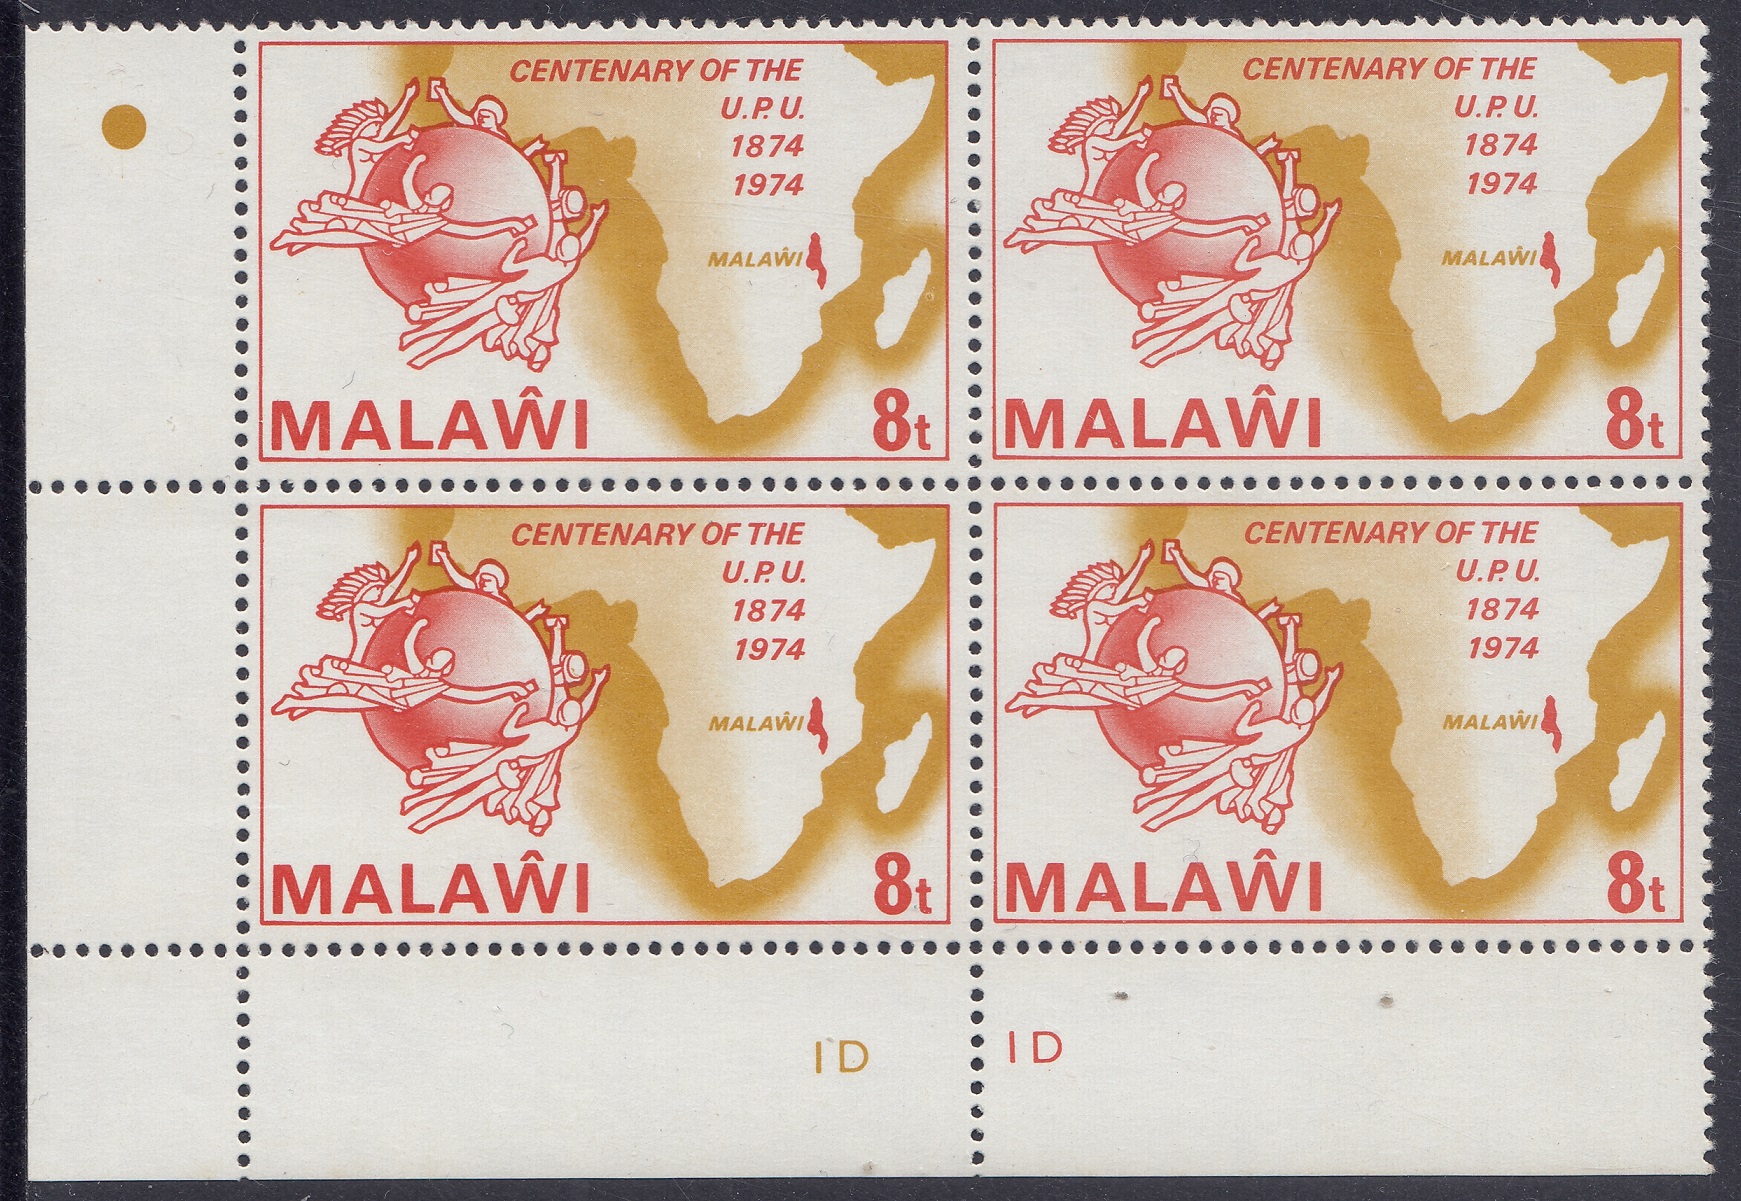 CENTENARY OF THE
U.P.U.
1874
1974
MALAŴI
MALAŴI 8t
CENTENARY OF THE
U.P.U.
1874
1974
MALAŴI
MALAŴI 8t
CENTENARY OF THE
U.P.U.
1874
1974
MALAŴI
MALAŴI 8t
CENTENARY OF THE
U.P.U.
1874
1974
MALAŴI
MALAŴI 8t
1D 1D